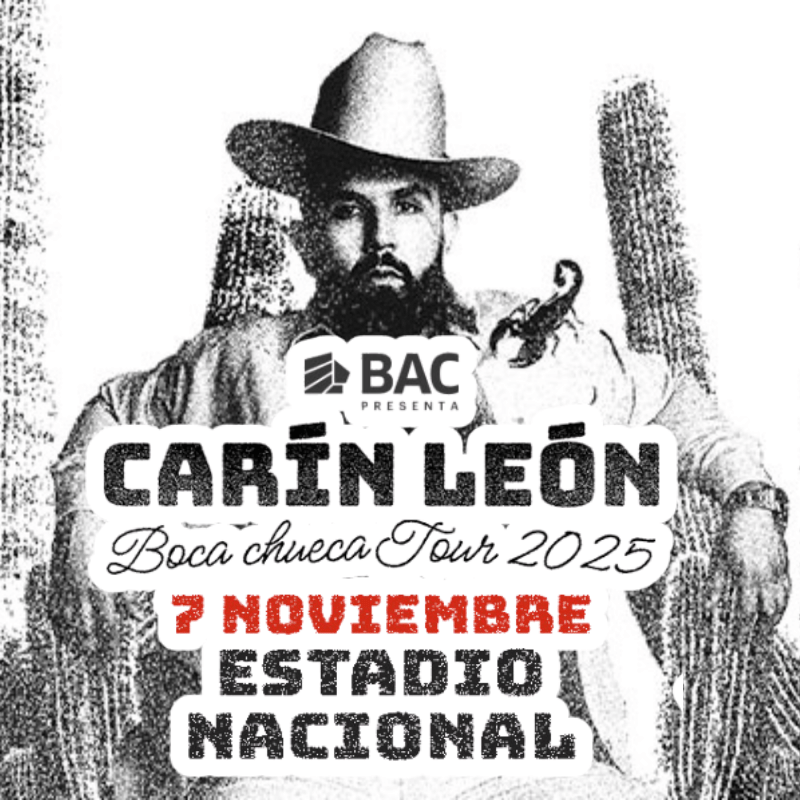 BAC
PRESENTA
CARÍN LEÓN
Boca chueca Tour 2025
7 NOVIEMBRE
ESTADIO
NACIONAL